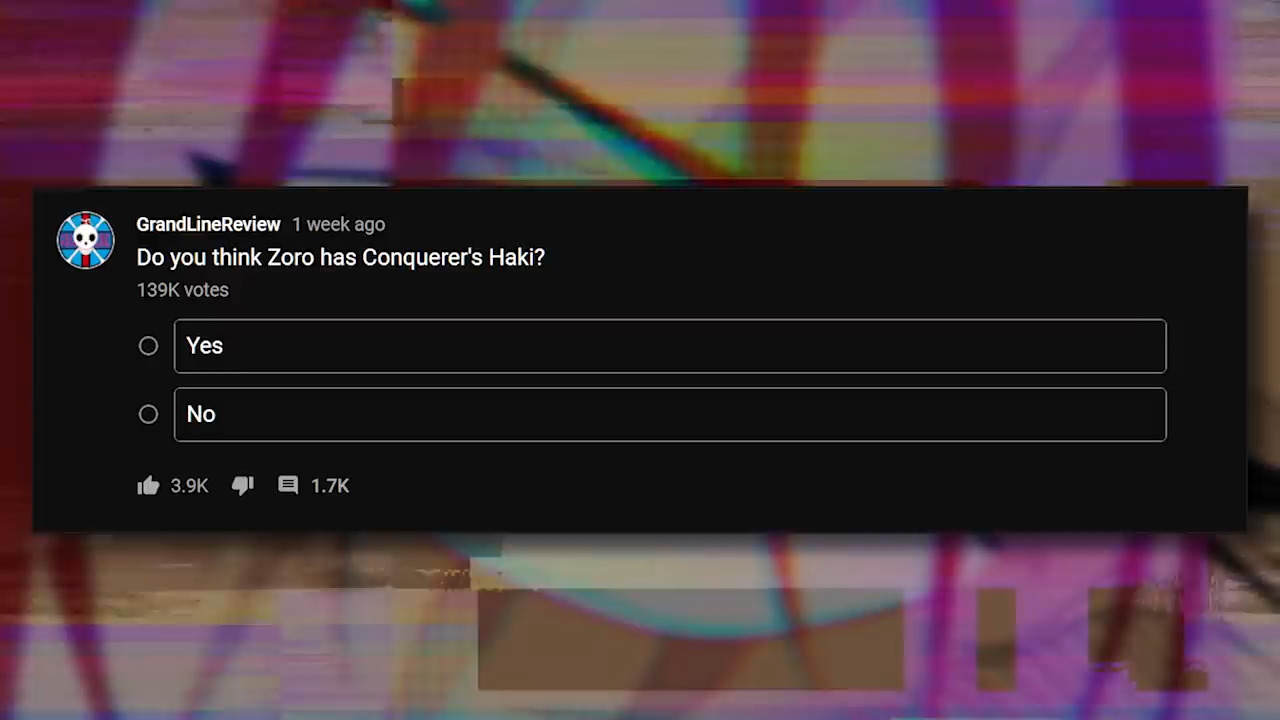 GrandLineReview 1 week ago
Do you think Zoro has Conquerer's Haki?
139K votes
Yes
No
3.9K 1.7K